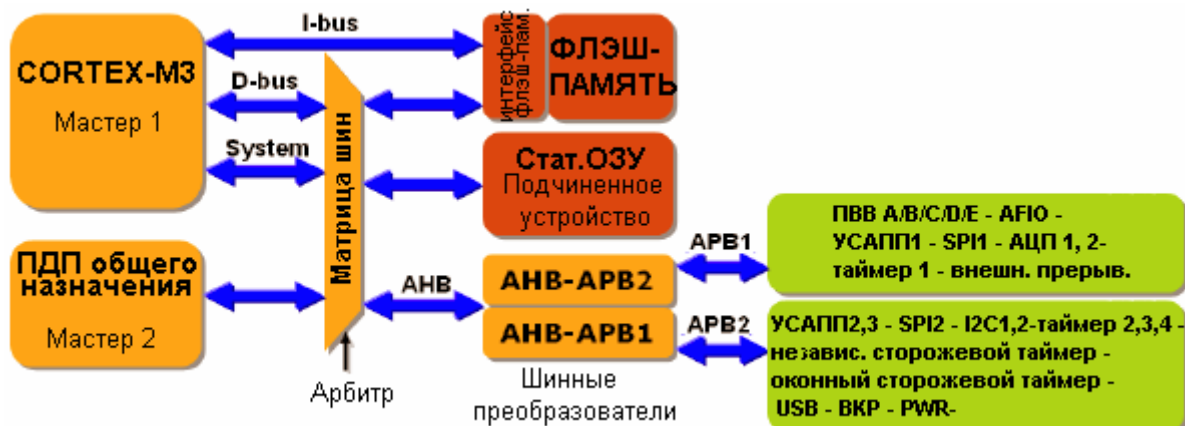 I-bus
CORTEX-M3
Мастер 1
D-bus
System
Матрица шин
интерфейс
флэш-пам.
ФЛЭШ-
ПАМЯТЬ
Стат.ОЗУ
Подчиненное
устройство
ПДП общего
назначения
Мастер 2
Арбитр
AHB
AHB-APB2
AHB-APB1
Шинные
преобразователи
APB1
ПВВ A/B/C/D/E - AFIO -
УСАПП1 - SPI1 - АЦП 1, 2-
таймер 1 - внешн. прерыв.
APB2
УСАПП2,3 - SPI2 - I2C1,2-таймер 2,3,4 -
независ. сторожевой таймер -
оконный сторожевой таймер -
USB - BKP - PWR-